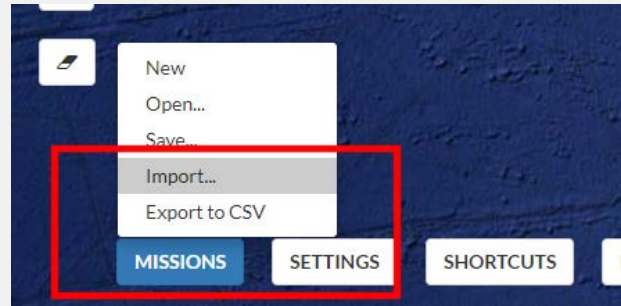 New
Open...
Save...
Import...
Export to CSV
MISSIONS SETTINGS SHORTCUTS